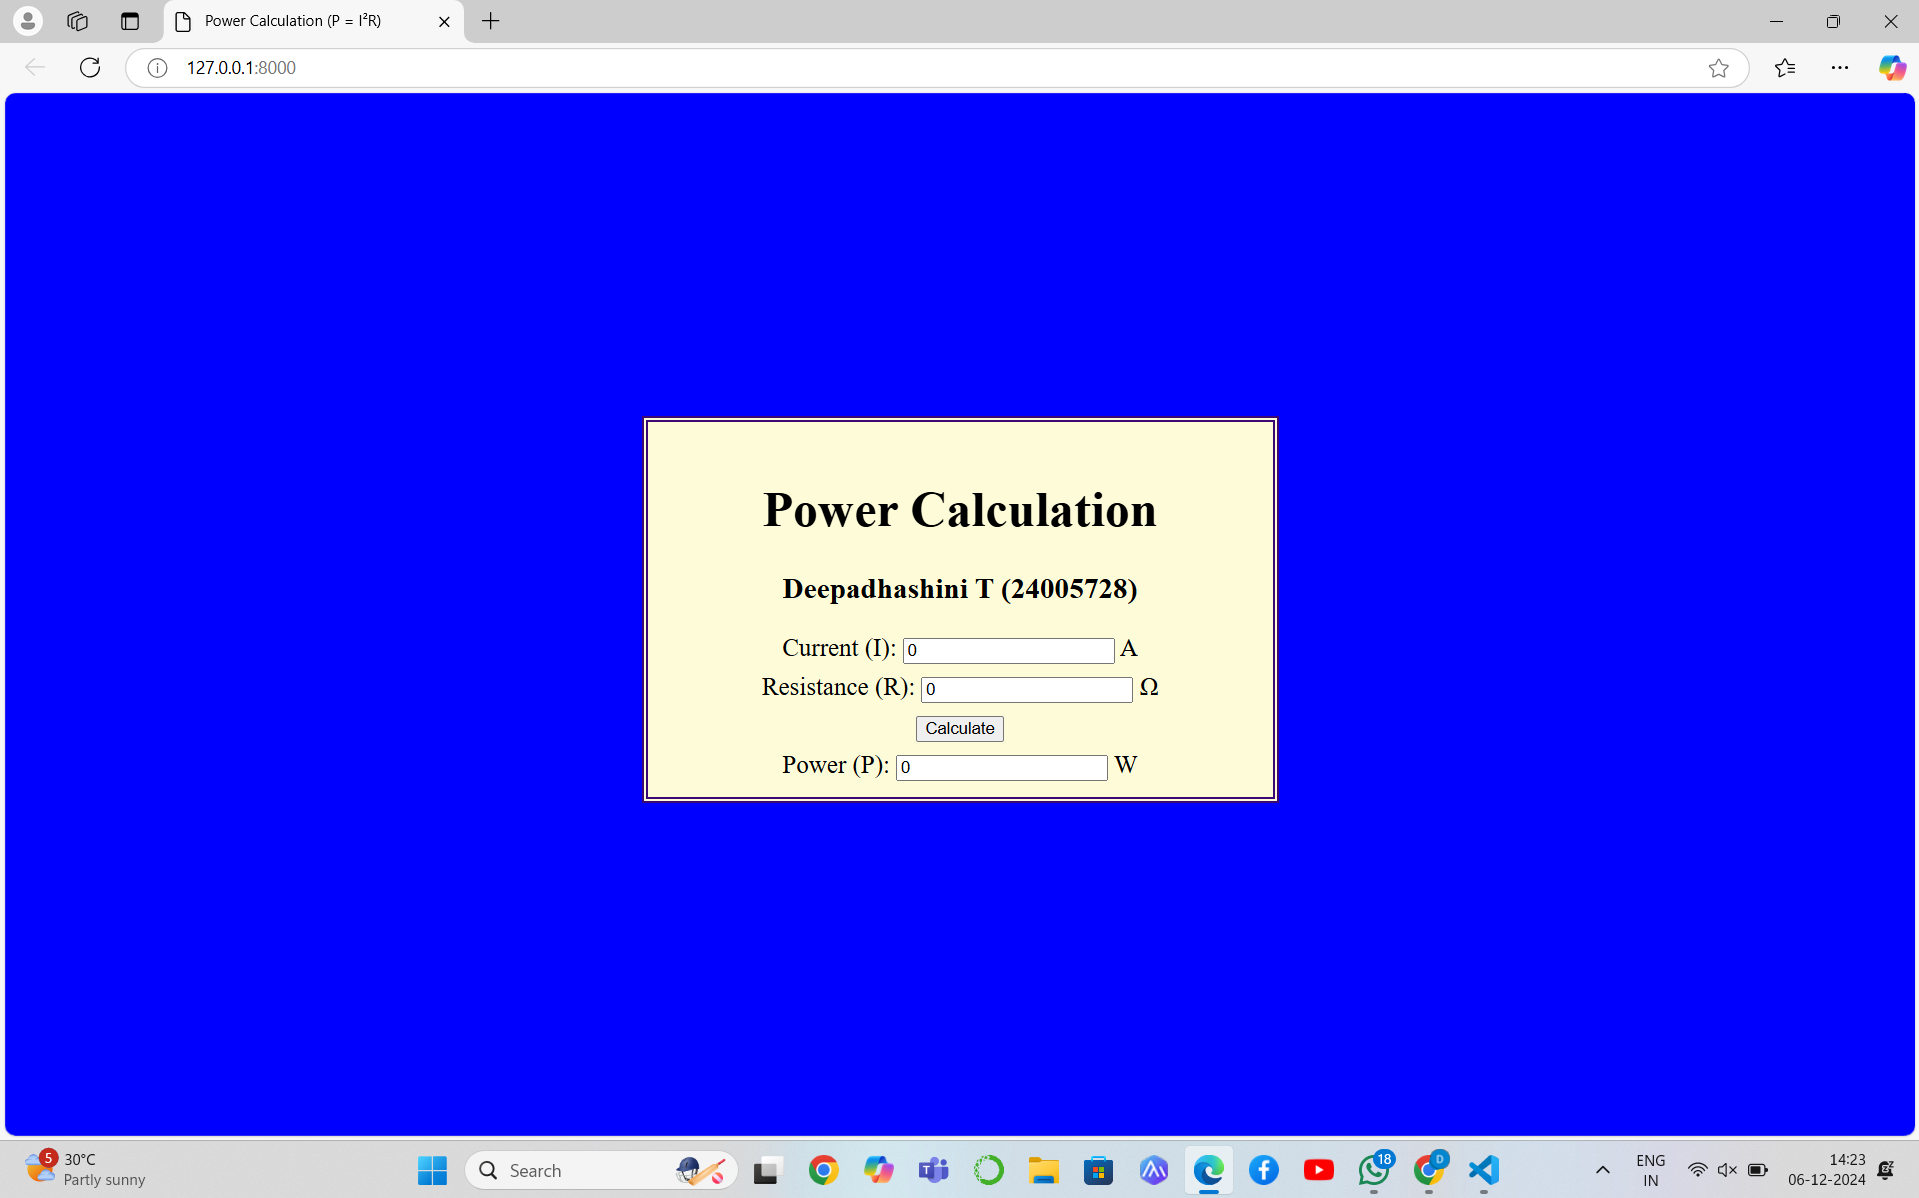 Power Calculation (P = I²R)
127.0.0.1:8000
Power Calculation
Deepadhashini T (24005728)
Current (I): 0 A
Resistance (R): 0 Ω
Calculate
Power (P): 0 W
5
30°C
Partly sunny
Search
T
18
D
ENG
IN
14:23
06-12-2024